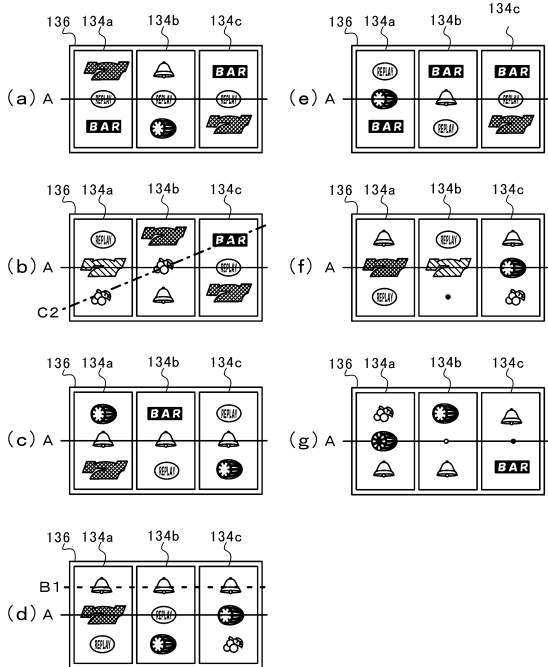 136 134a 134b 134c
BAR
(a) A REPLAY REPLAY REPLAY
BAR
136 134a 134b 134c
REPLAY BAR
(b) A REPLAY
C2
136 134a 134b 134c
BAR REPLAY
(c) A
REPLAY
136 134a 134b 134c
B1
(d) A REPLAY
REPLAY
136 134a 134b 134c
REPLAY BAR BAR
(e) A REPLAY
BAR REPLAY
136 134a 134b 134c
REPLAY
(f) A
REPLAY
136 134a 134b 134c
(g) A
BAR